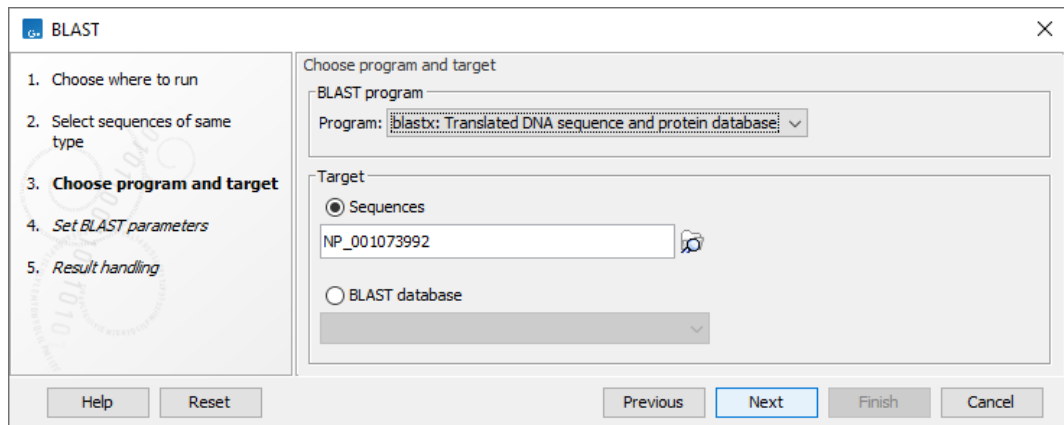 BLAST
1. Choose where to run
2. Select sequences of same
type
3. Choose program and target
4. Set BLAST parameters
5. Result handling
Choose program and target
BLAST program
Program: blastx: Translated DNA sequence and protein database
Target
Sequences
NP_001073992
BLAST database
Help
Reset
Previous
Next
Finish
Cancel